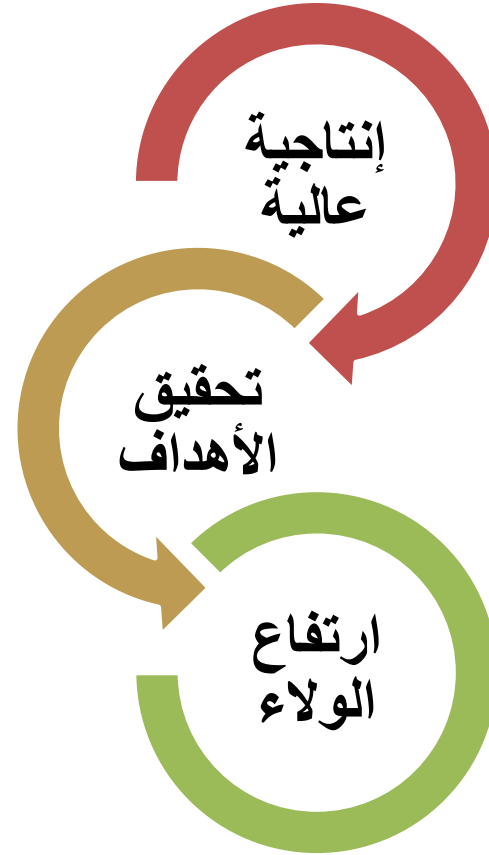 إنتاجية
عالية
تحقيق
الأهداف
ارتفاع
الولاء